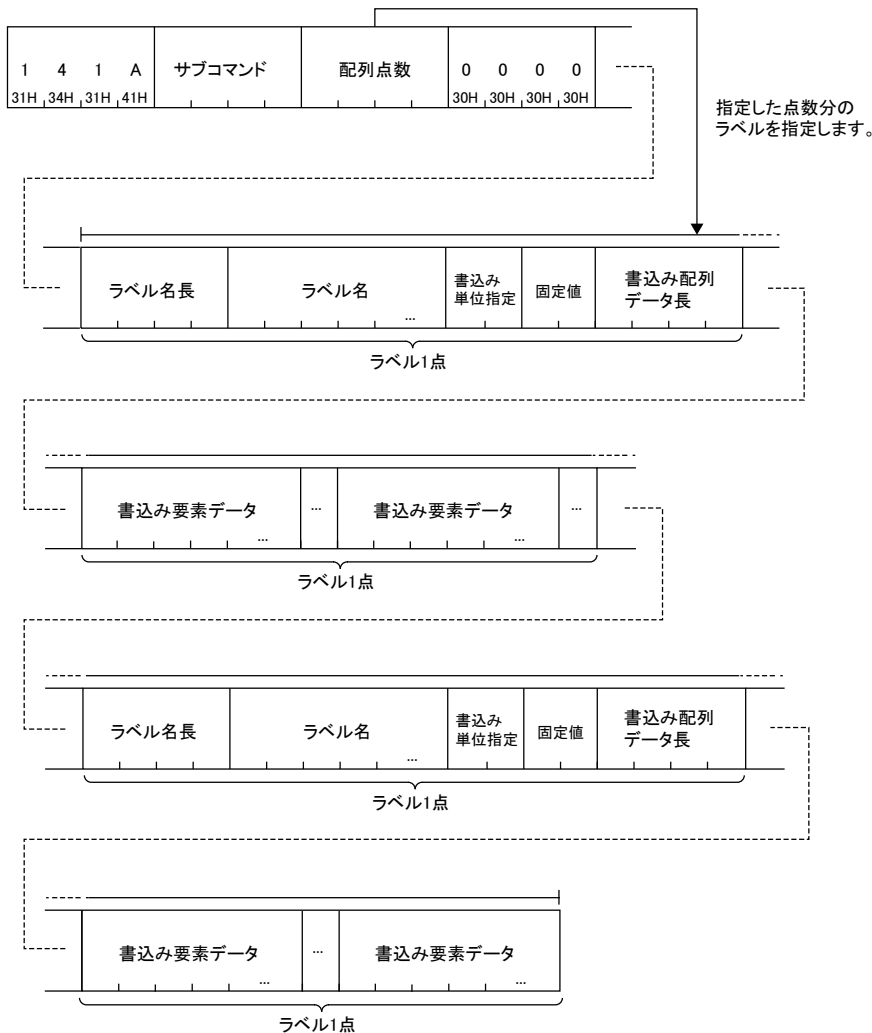 1 4 1 A サブコマンド 配列点数 0 0 0 0
31H 34H 31H 41H 30H 30H 30H 30H
指定した点数分の
ラベルを指定します。
ラベル名長 ラベル名 ... 書込み
単位指定 固定値 書込み配列
データ長
ラベル1点
書込み要素データ ... ... 書込み要素データ ... ...
ラベル1点
ラベル名長 ラベル名 ... 書込み
単位指定 固定値 書込み配列
データ長
ラベル1点
書込み要素データ ... ... 書込み要素データ ...
ラベル1点